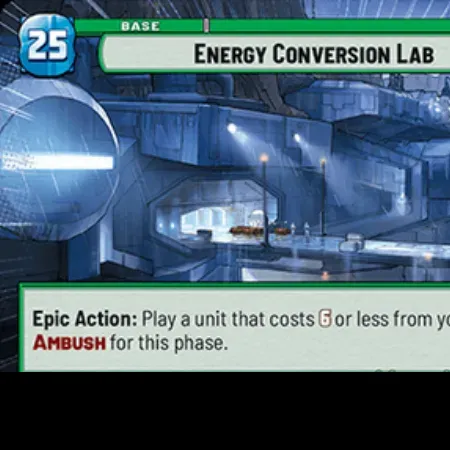 BASE
25
ENERGY CONVERSION LAB
Epic Action: Play a unit that costs 6 or less from
AMBUSH for this phase.